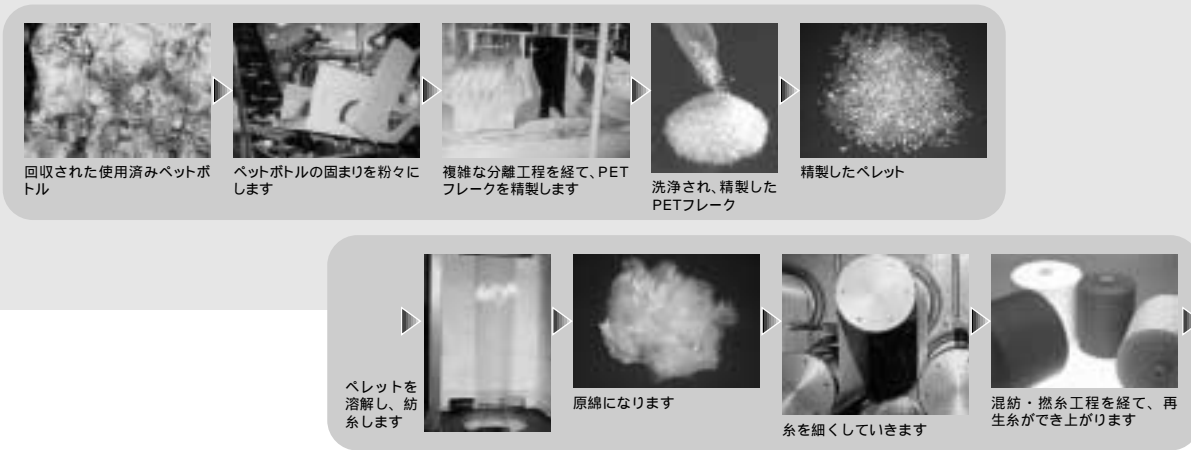 回収された使用済みペットボ
トル
ペットボトルの固まりを粉々に
します
複雑な分離工程を経て、PET
フレークを精製します
洗浄され、精製した
PETフレーク
精製したペレット
ペレットを
溶解し、紡
糸します
原綿になります
糸を細くしていきます
混紡・撚糸工程を経て、再
生糸ができ上がります